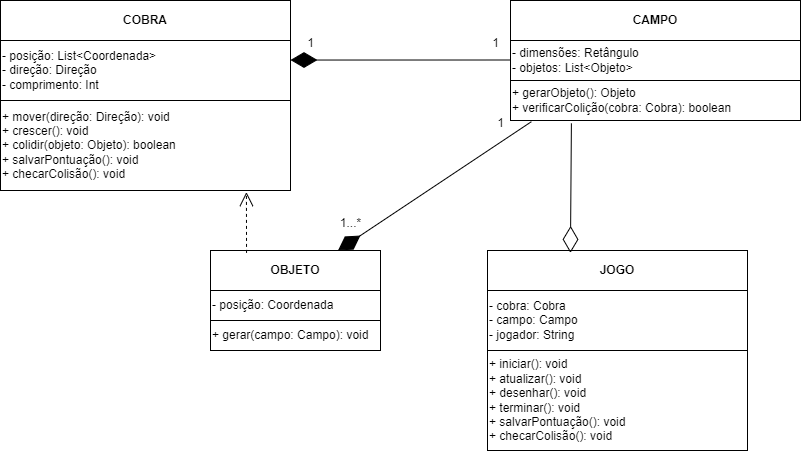 COBRA
- posição: List<Coordenada>
- direção: Direção
- comprimento: Int
+ mover(direção: Direção): void
+ crescer(): void
+ colidir(objeto: Objeto): boolean
+ salvarPontuação(): void
+ checarColisão(): void
1
1
CAMPO
- dimensões: Retângulo
- objetos: List<Objeto>
+ gerarObjeto(): Objeto
+ verificarColição(cobra: Cobra): boolean
1
1...*
OBJETO
- posição: Coordenada
+ gerar(campo: Campo): void
JOGO
- cobra: Cobra
- campo: Campo
- jogador: String
+ iniciar(): void
+ atualizar(): void
+ desenhar(): void
+ terminar(): void
+ salvarPontuação(): void
+ checarColisão(): void